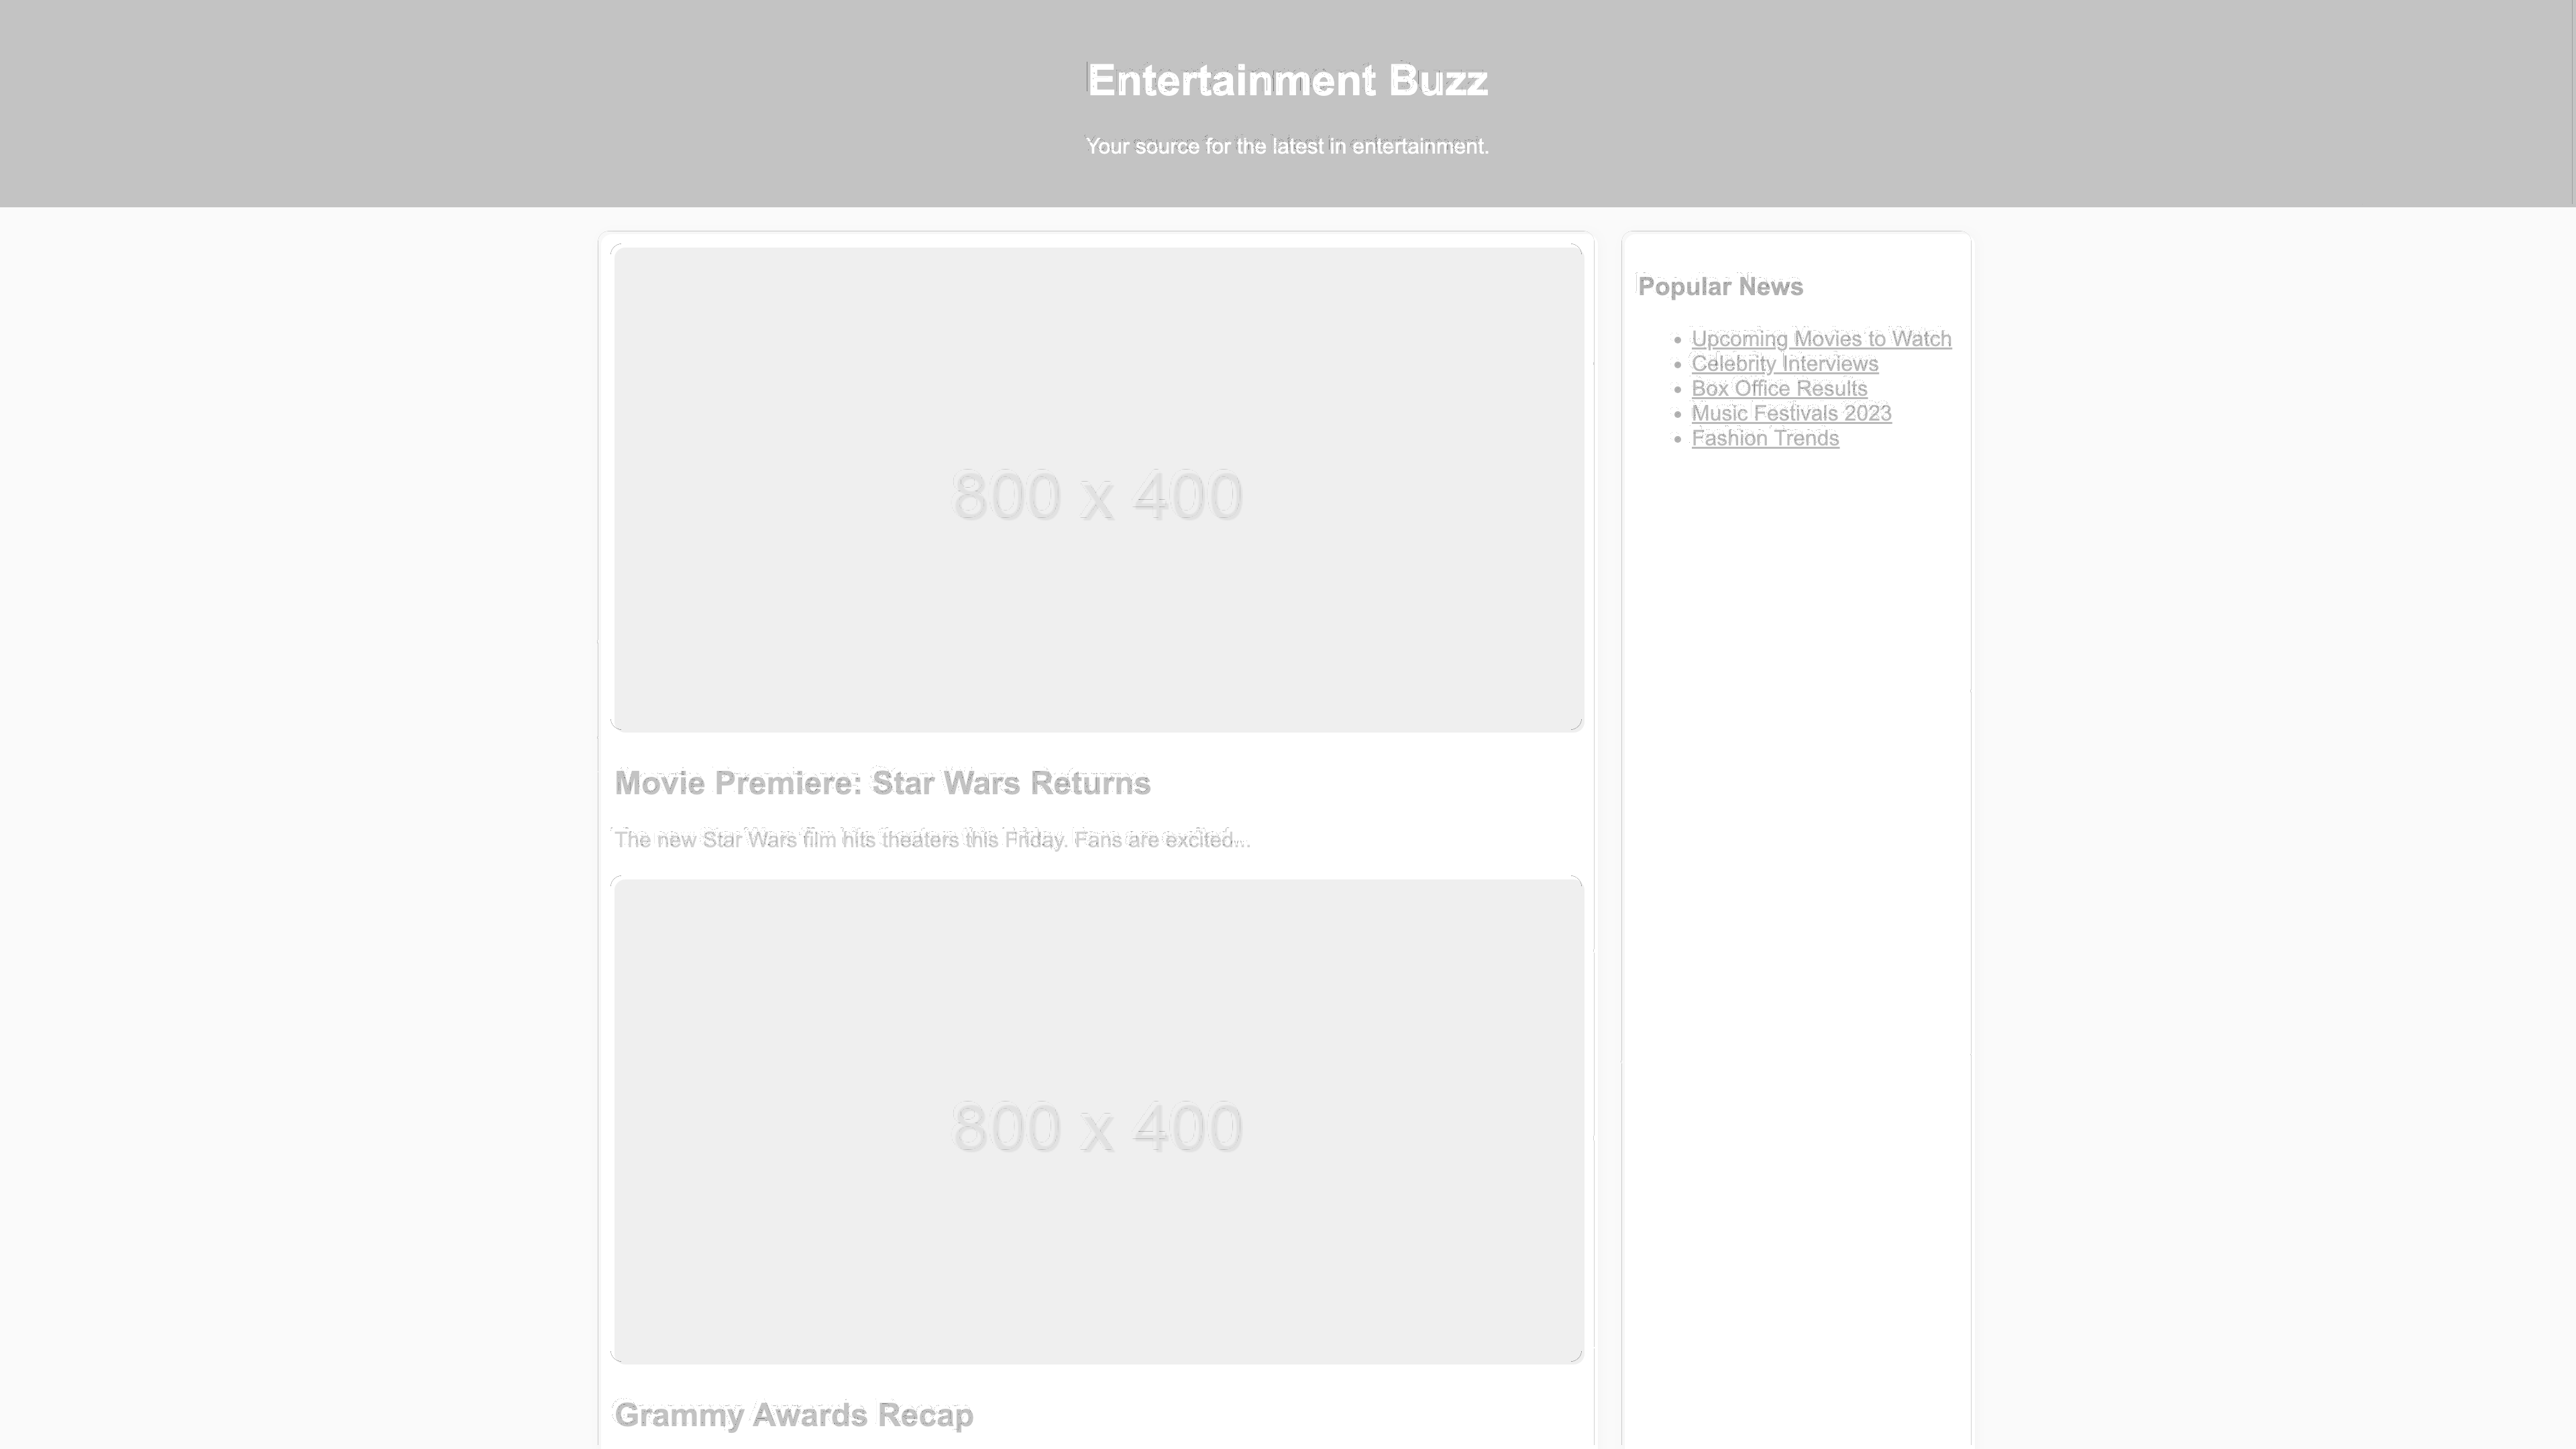 Entertainment Buzz
Your source for the latest in entertainment.
800 x 400
Movie Premiere: Star Wars Returns
The new Star Wars film hits theaters this Friday. Fans are excited...
800 x 400
Grammy Awards Recap
Popular News
Upcoming Movies to Watch
Celebrity Interviews
Box Office Results
Music Festivals 2023
Fashion Trends